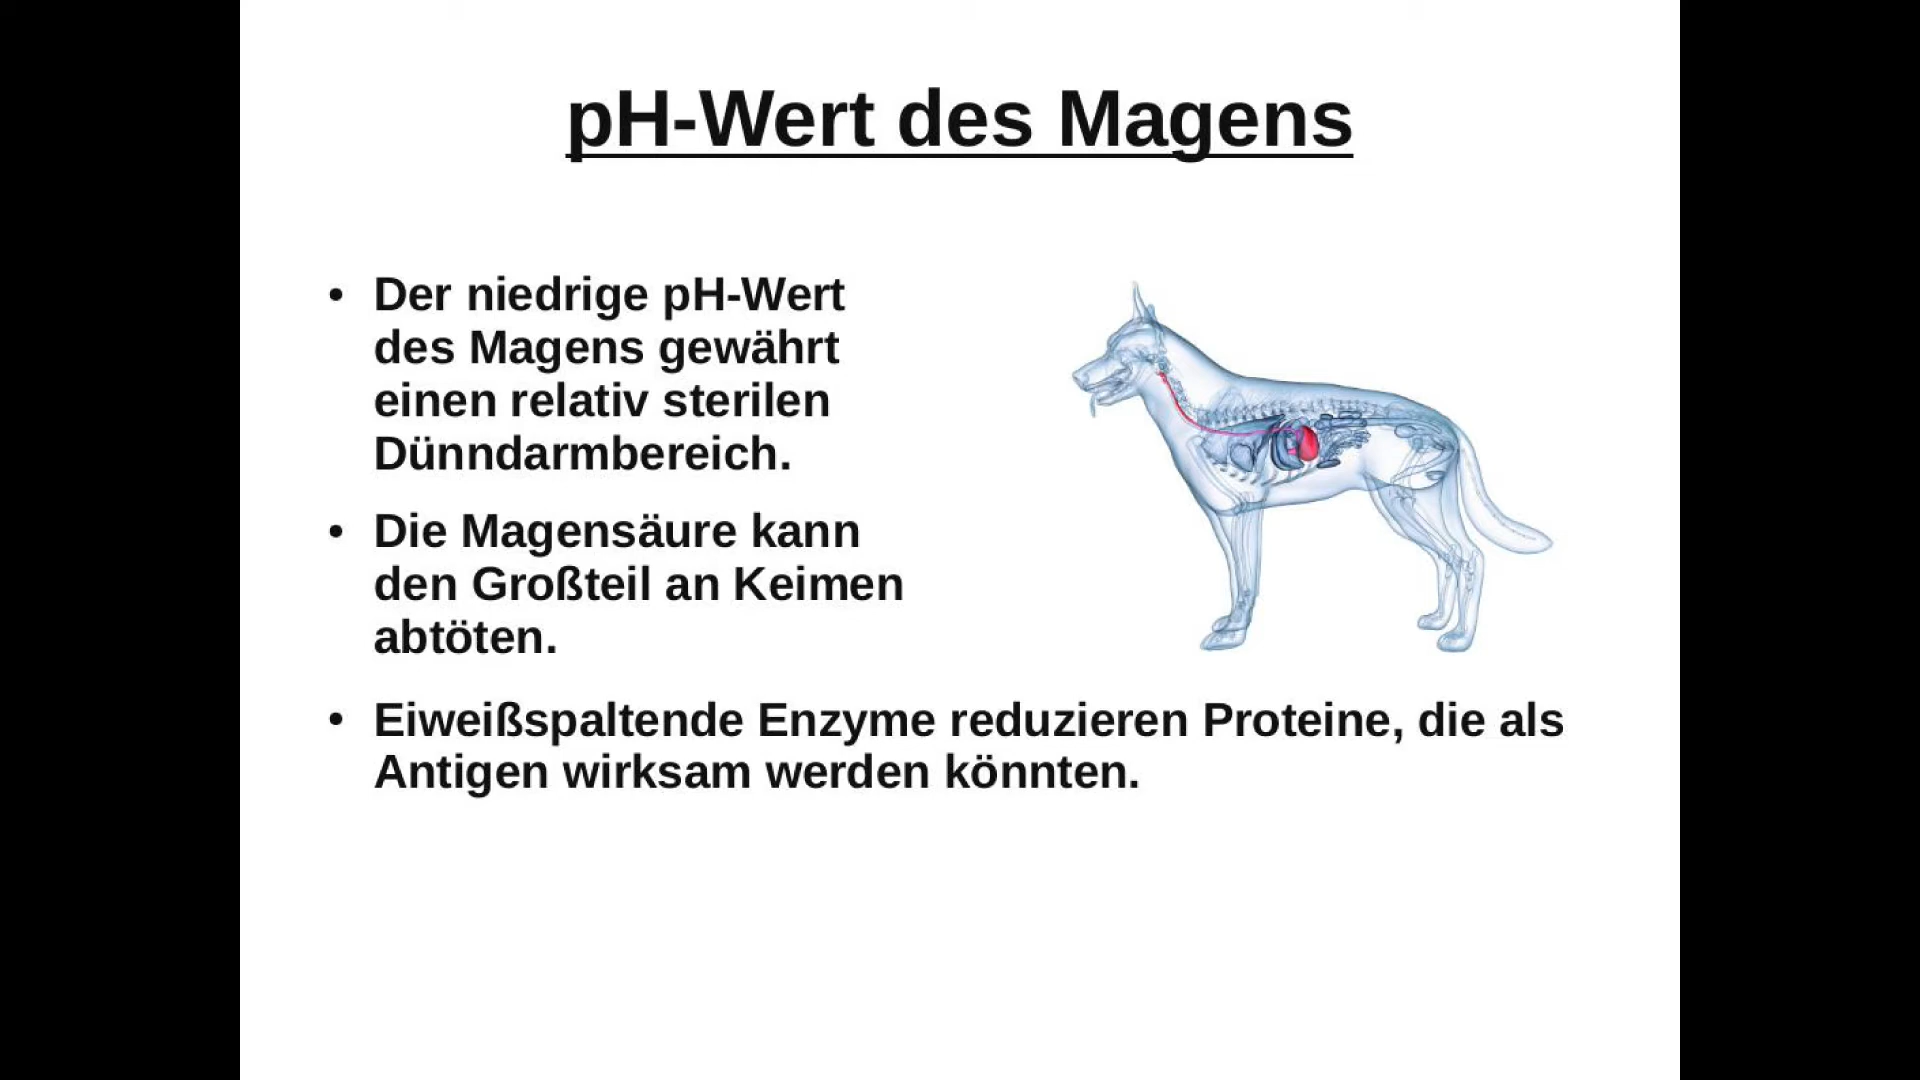 pH-Wert des Magens
• Der niedrige pH-Wert
des Magens gewährt
einen relativ sterilen
Dünndarmbereich.
• Die Magensäure kann
den Großteil an Keimen
abtöten.
• Eiweißspaltende Enzyme reduzieren Proteine, die als
Antigen wirksam werden könnten.